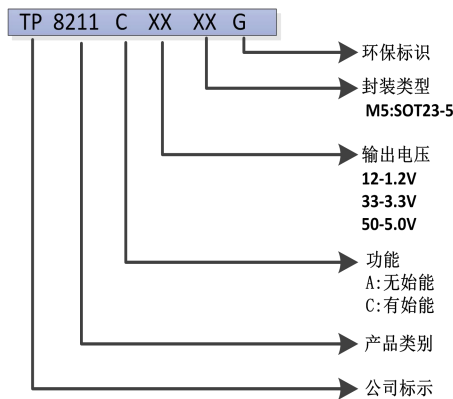 TP 8211 C XX XX G
环保标识
封装类型
M5:SOT23-5
输出电压
12-1.2V
33-3.3V
50-5.0V
功能
A:无始能
C:有始能
产品类别
公司标示